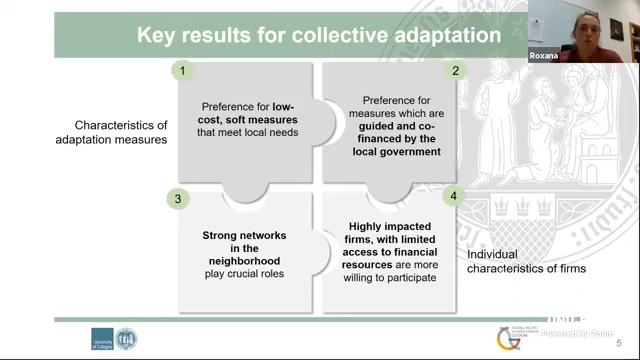 Key results for collective adaptation
Roxana
1
2
Characteristics of
adaptation measures
Preference for low-
cost, soft measures
that meet local needs
Preference for
measures which are
guided and co-
financed by the
local government
3
4
Strong networks
in the
neighborhood
play crucial roles
Highly impacted
firms, with limited
access to financial
resources are more
willing to participate
Individual
characteristics of firms
University
of Cologne
Powered by Zoom
5